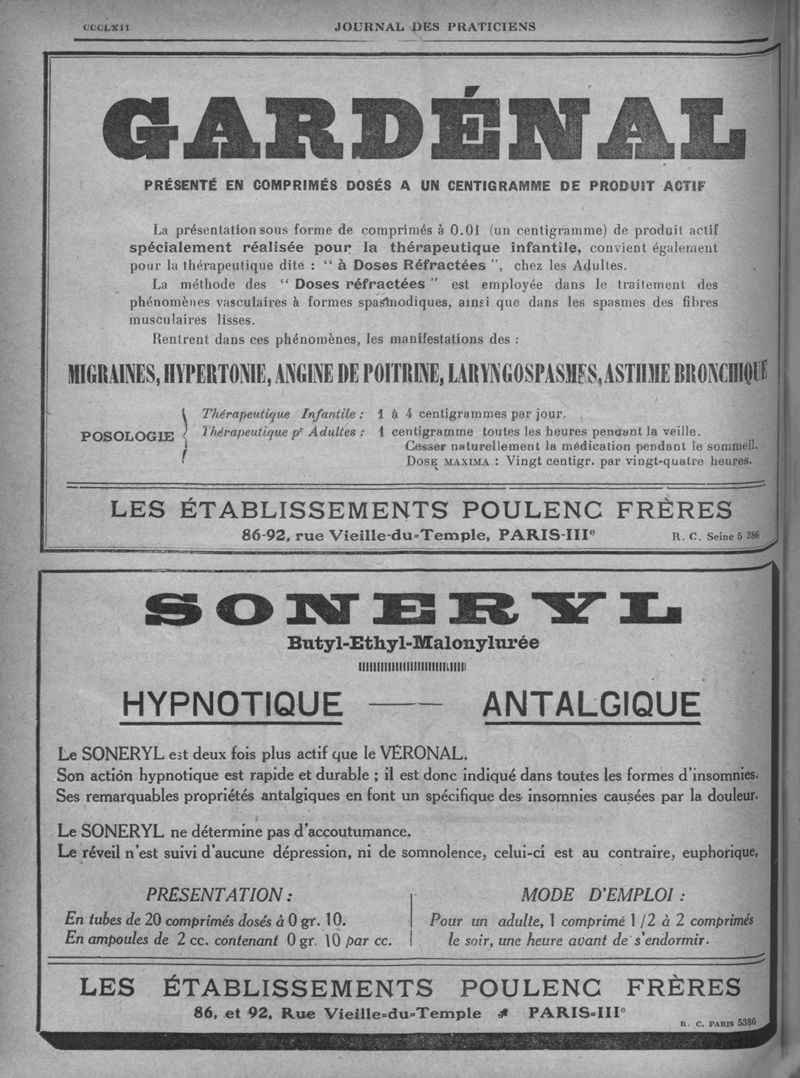 CCCLXII JOURNAL DES PRATICIENS
GARDÉNAL
PRÉSENTÉ EN COMPRIMÉS DOSÉS A UN CENTIGRAMME DE PRODUIT ACTIF
La présentation sous forme de comprimés à 0.01 (un centigramme) de produit actif
spécialement réalisée pour la thérapeutique infantile, convient également
pour la thérapeutique dite : “ à Doses Réfractées ”, chez les Adultes.
La méthode des “ Doses réfractées ” est employée dans le traitement des
phénomènes vasculaires à formes spasmodiques, ainsi que dans les spasmes des fibres
musculaires lisses.
Rentrent dans ces phénomènes, les manifestations des :
MIGRAINES, HYPERTONIE, ANGINE DE POITRINE, LARYNGOSPASMES, ASTHME BRONCHIQUE
POSOLOGIE
Thérapeutique Infantile : 1 à 4 centigrammes par jour.
Thérapeutique pr Adultes : 1 centigramme toutes les heures pendant la veille.
Cesser naturellement la médication pendant le sommeil.
DOSE MAXIMA : Vingt centigr. par vingt-quatre heures.
LES ÉTABLISSEMENTS POULENC FRÈRES
86-92, rue Vieille-du-Temple, PARIS-IIIe R. C. Seine 5 386
SONERYL
Butyl-Ethyl-Malonylurée
HYPNOTIQUE — ANTALGIQUE
Le SONERYL est deux fois plus actif que le VÉRONAL.
Son action hypnotique est rapide et durable ; il est donc indiqué dans toutes les formes d'insomnies.
Ses remarquables propriétés antalgiques en font un spécifique des insomnies causées par la douleur.
Le SONERYL ne détermine pas d'accoutumance.
Le réveil n'est suivi d'aucune dépression, ni de somnolence, celui-ci est au contraire, euphorique.
PRÉSENTATION :
En tubes de 20 comprimés dosés à 0 gr. 10.
En ampoules de 2 cc. contenant 0 gr. 10 par cc.
MODE D'EMPLOI :
Pour un adulte, 1 comprimé 1/2 à 2 comprimés
le soir, une heure avant de s'endormir.
LES ÉTABLISSEMENTS POULENC FRÈRES
86, et 92, Rue Vieille-du-Temple PARIS-IIIe
R. C. PARIS 5386